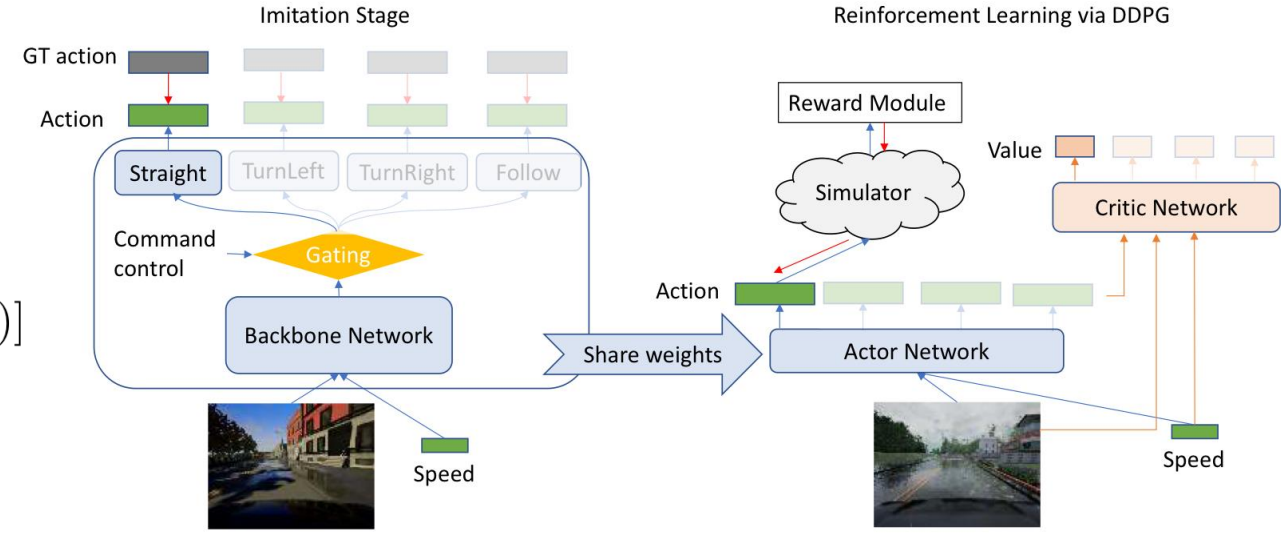 Imitation Stage
GT action
Action
Straight
TurnLeft
TurnRight
Follow
Command
control
Gating
Backbone Network
Speed
)]
Share weights
Reinforcement Learning via DDPG
Reward Module
Simulator
Value
Critic Network
Action
Actor Network
Speed